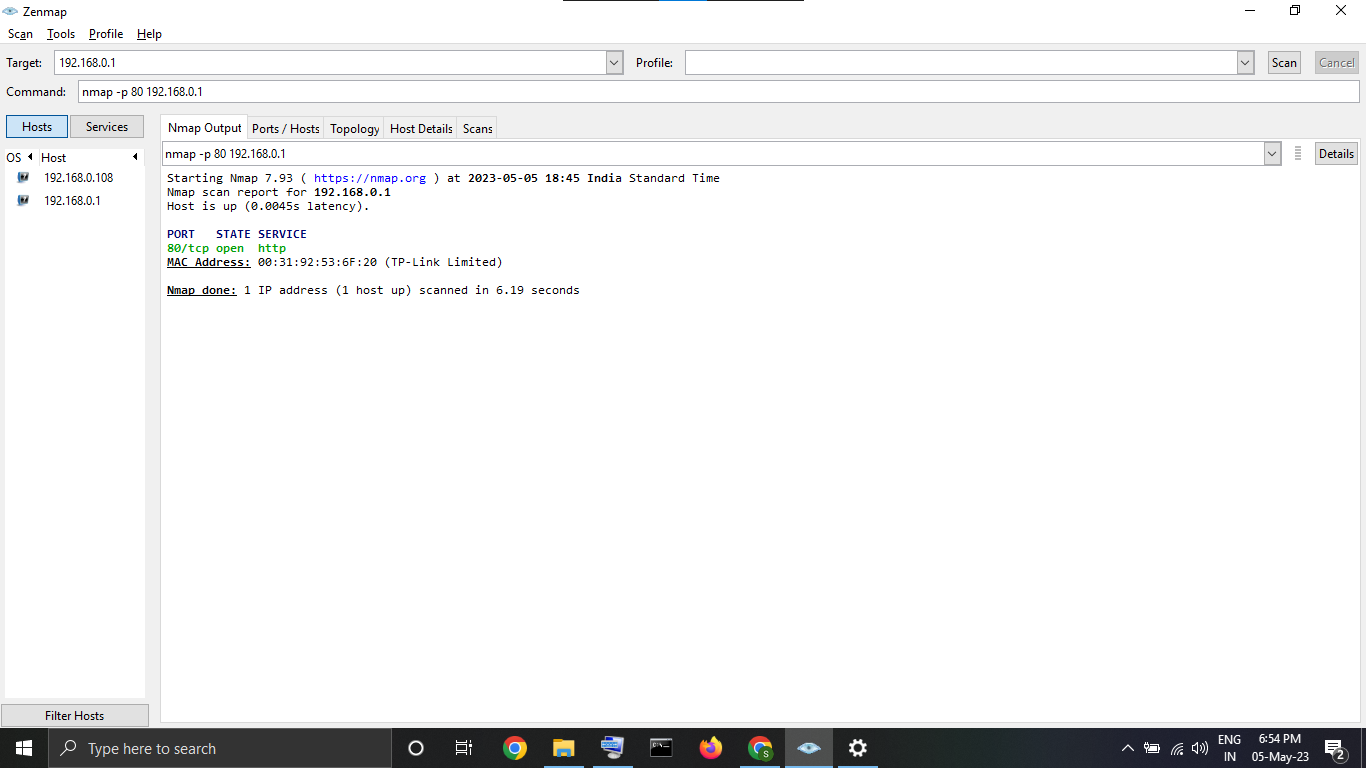 Zenmap
Scan Tools Profile Help
Target: 192.168.0.1 Profile: Scan Cancel
Command: nmap -p 80 192.168.0.1
Hosts Services
OS Host
192.168.0.108
192.168.0.1
Filter Hosts
Nmap Output Ports / Hosts Topology Host Details Scans
nmap -p 80 192.168.0.1 Details
Starting Nmap 7.93 ( https://nmap.org ) at 2023-05-05 18:45 India Standard Time
Nmap scan report for 192.168.0.1
Host is up (0.0045s latency).
PORT STATE SERVICE
80/tcp open http
MAC Address: 00:31:92:53:6F:20 (TP-Link Limited)
Nmap done: 1 IP address (1 host up) scanned in 6.19 seconds
Type here to search
S
ENG
IN
6:54 PM
05-May-23
2